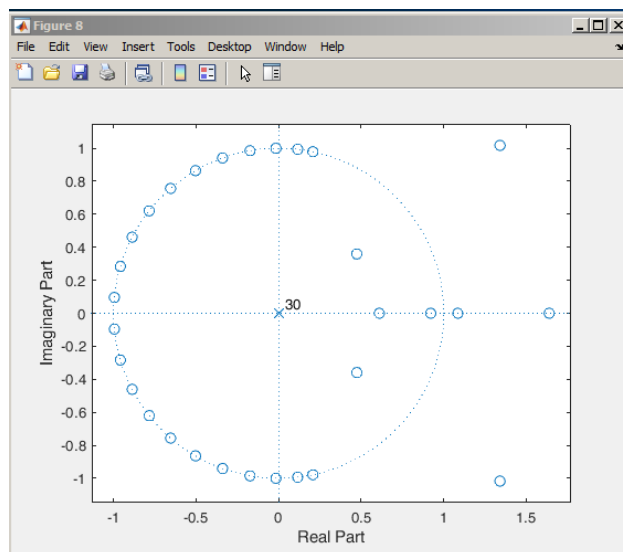 Figure 8
File Edit View Insert Tools Desktop Window Help
1
0.8
0.6
0.4
0.2
0
-0.2
-0.4
-0.6
-0.8
-1
Imaginary Part
30
-1 -0.5 0 0.5 1 1.5
Real Part